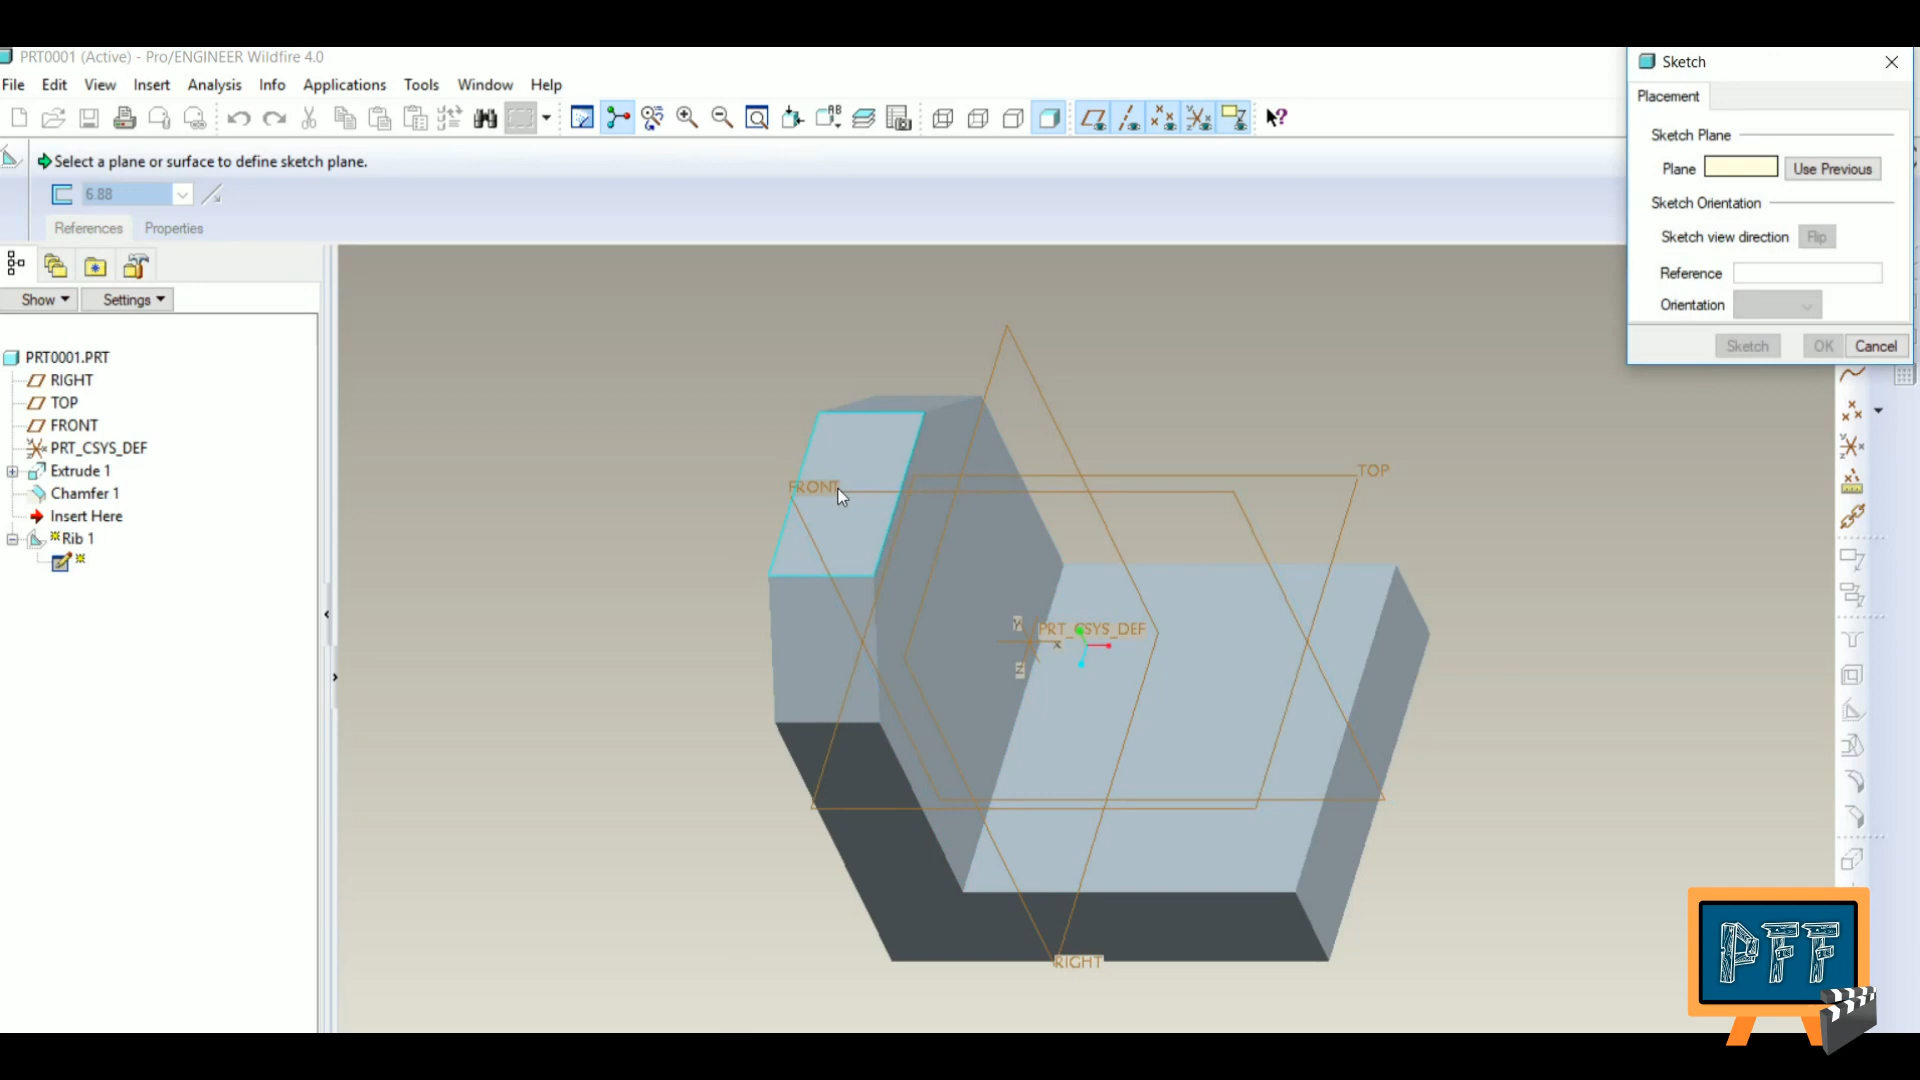 PRT0001 (Active) - Pro/ENGINEER Wildfire 4.0
File Edit View Insert Analysis Info Applications Tools Window Help
Select a plane or surface to define sketch plane.
6.88
References Properties
Show Settings
PRT0001.PRT
RIGHT
TOP
FRONT
PRT_CSYS_DEF
Extrude 1
Chamfer 1
Insert Here
Rib 1
FRONT
TOP
Y
PRT_CSYS_DEF
X
Z
RIGHT
Sketch
Placement
Sketch Plane
Plane Use Previous
Sketch Orientation
Sketch view direction Flip
Reference
Orientation
Sketch OK Cancel
PFF